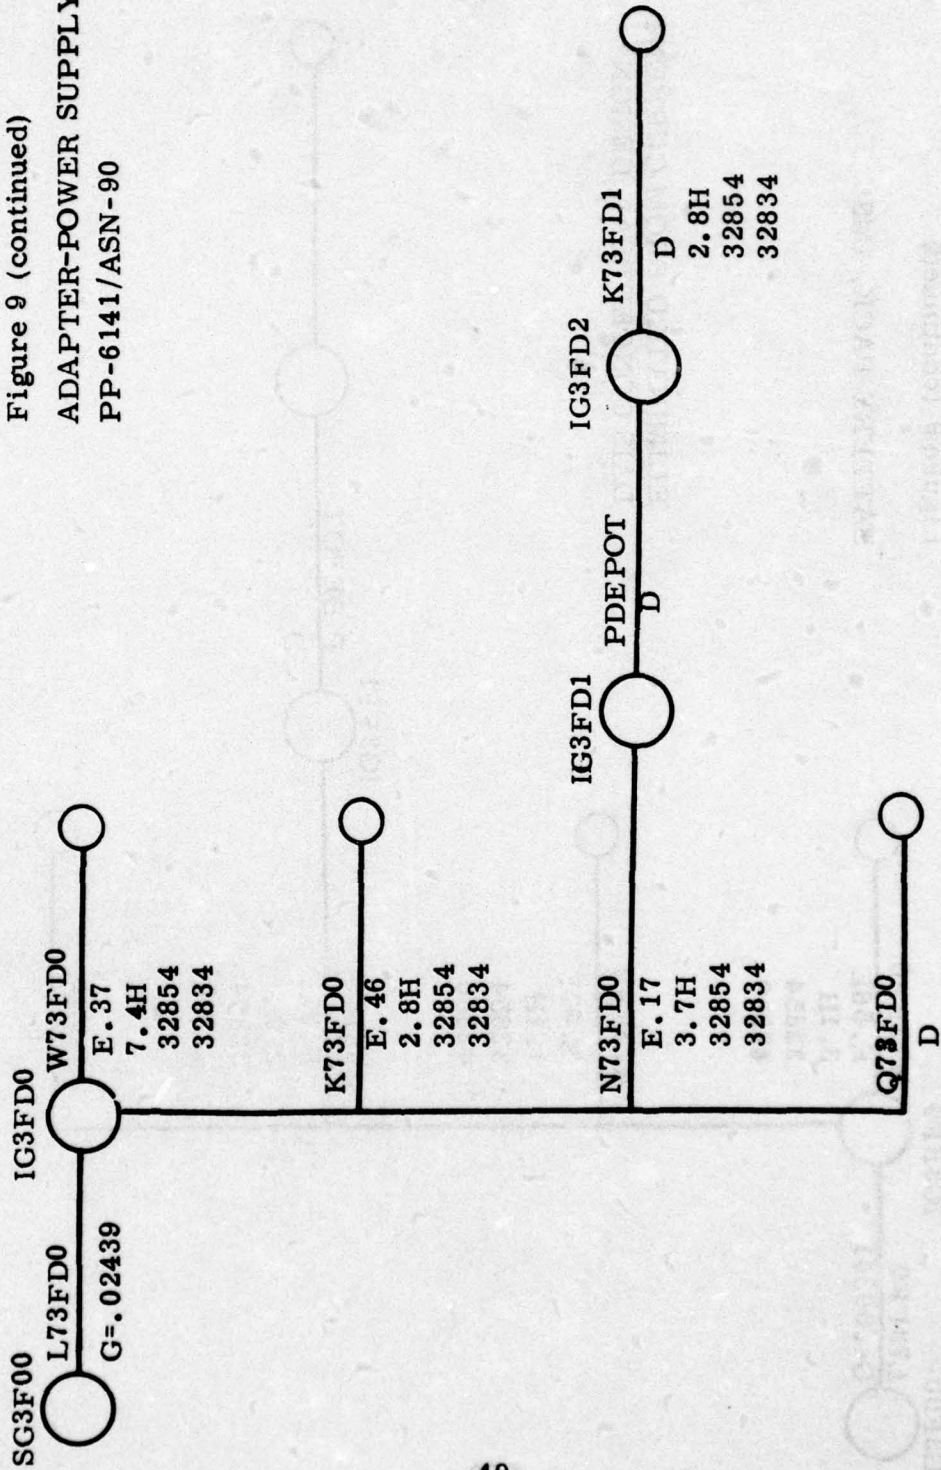 Figure 9 (continued)
ADAPTER-POWER SUPPLY
PP-6141/ASN-90
SG3F00
L73FD0
G=.02439
IG3FD0
W73FD0
E.37
7.4H
32854
32834
K73FD0
E.46
2.8H
32854
32834
N73FD0
E.17
3.7H
32854
32834
IG3FD1
PDEPOT
D
IG3FD2
K73FD1
D
2.8H
32854
32834
Q73FD0
D